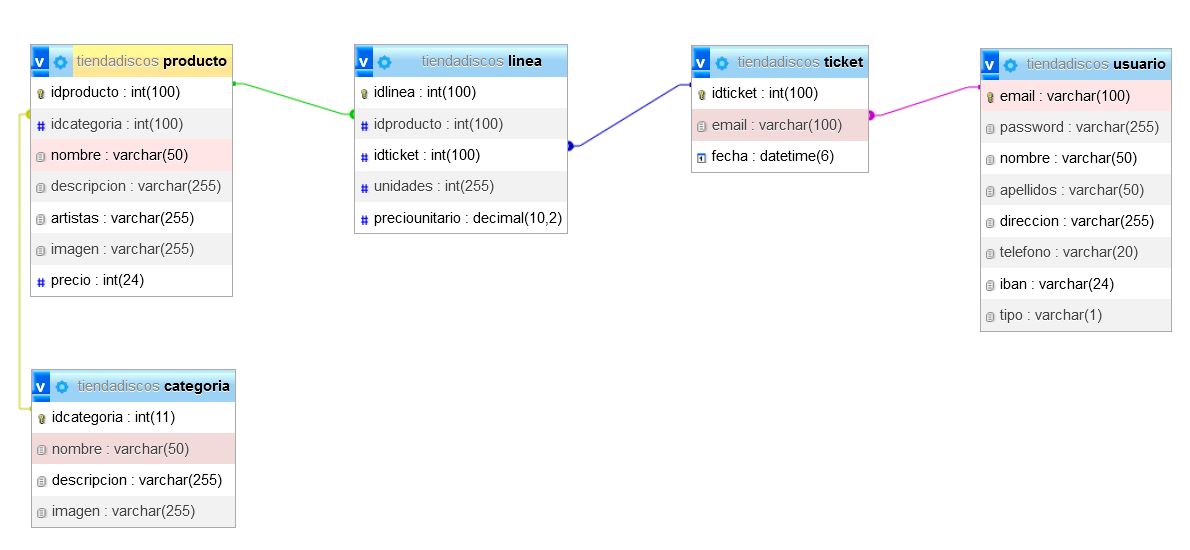 v tiendadiscos producto
idproducto : int(100)
idcategoria : int(100)
nombre : varchar(50)
descripcion : varchar(255)
artistas : varchar(255)
imagen : varchar(255)
precio : int(24)
v tiendadiscos linea
idlinea : int(100)
idproducto : int(100)
idticket : int(100)
unidades : int(255)
preciounitario : decimal(10,2)
v tiendadiscos ticket
idticket : int(100)
email : varchar(100)
fecha : datetime(6)
v tiendadiscos usuario
email : varchar(100)
password : varchar(255)
nombre : varchar(50)
apellidos : varchar(50)
direccion : varchar(255)
telefono : varchar(20)
iban : varchar(24)
tipo : varchar(1)
v tiendadiscos categoria
idcategoria : int(11)
nombre : varchar(50)
descripcion : varchar(255)
imagen : varchar(255)